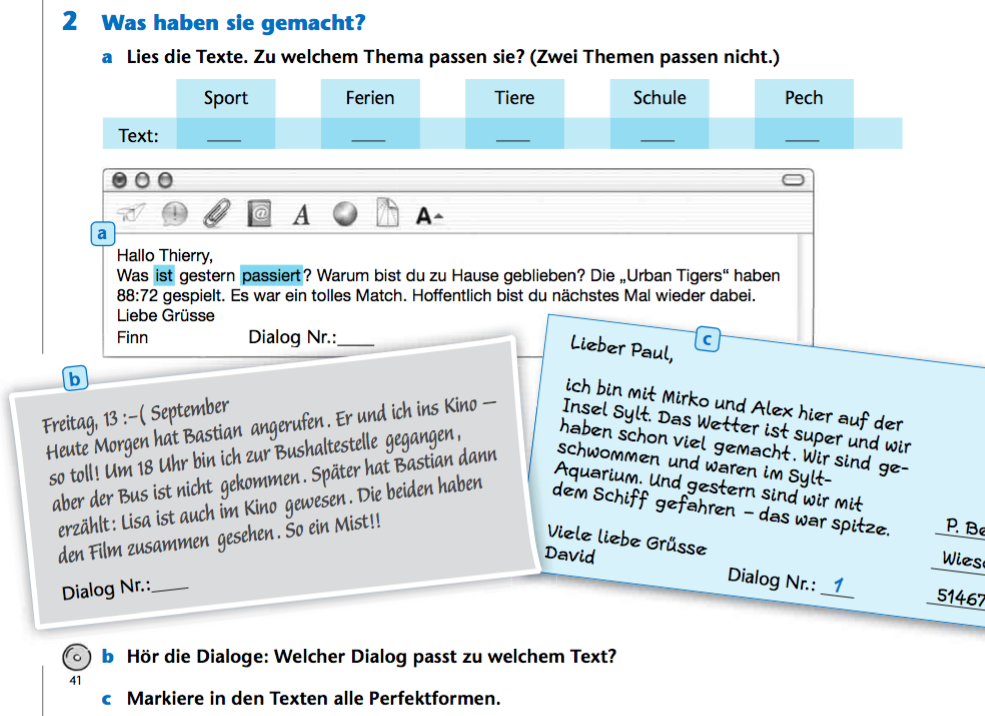 2 Was haben sie gemacht?
a Lies die Texte. Zu welchem Thema passen sie? (Zwei Themen passen nicht.)
Sport Ferien Tiere Schule Pech
Text: ___ ___ ___ ___ ___
A
a
Hallo Thierry,
Was ist gestern passiert? Warum bist du zu Hause geblieben? Die „Urban Tigers“ haben
88:72 gespielt. Es war ein tolles Match. Hoffentlich bist du nächstes Mal wieder dabei.
Liebe Grüsse
Finn Dialog Nr.:____
b
Freitag, 13 :–( September
Heute Morgen hat Bastian angerufen. Er und ich ins Kino –
so toll! Um 18 Uhr bin ich zur Bushaltestelle gegangen,
aber der Bus ist nicht gekommen. Später hat Bastian dann
erzählt: Lisa ist auch im Kino gewesen. Die beiden haben
den Film zusammen gesehen. So ein Mist!!
Dialog Nr.:____
c
Lieber Paul,
ich bin mit Mirko und Alex hier auf der
Insel Sylt. Das Wetter ist super und wir
haben schon viel gemacht. Wir sind ge-
schwommen und waren im Sylt-
Aquarium. Und gestern sind wir mit
dem Schiff gefahren – das war spitze.
Viele liebe Grüsse
David
Dialog Nr.: 1
P. Be
Wiese
51467
b Hör die Dialoge: Welcher Dialog passt zu welchem Text?
41
c Markiere in den Texten alle Perfektformen.